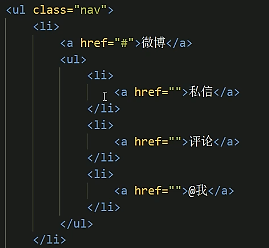 <ul class="nav">
<li>
<a href="#">微博</a>
<ul>
<li>
<a href="">私信</a>
</li>
<li>
<a href="">评论</a>
</li>
<li>
<a href="">@我</a>
</li>
</ul>
</li>